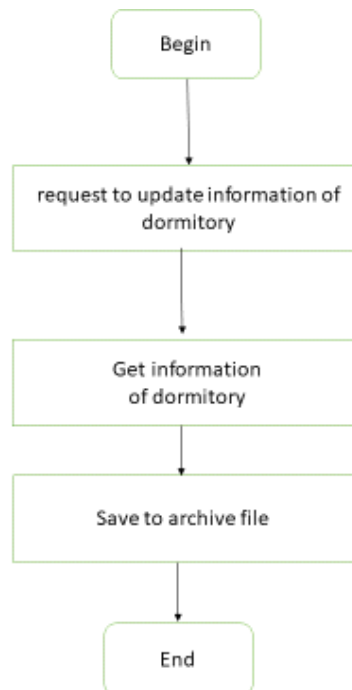 Begin
request to update information of
dormitory
Get information
of dormitory
Save to archive file
End